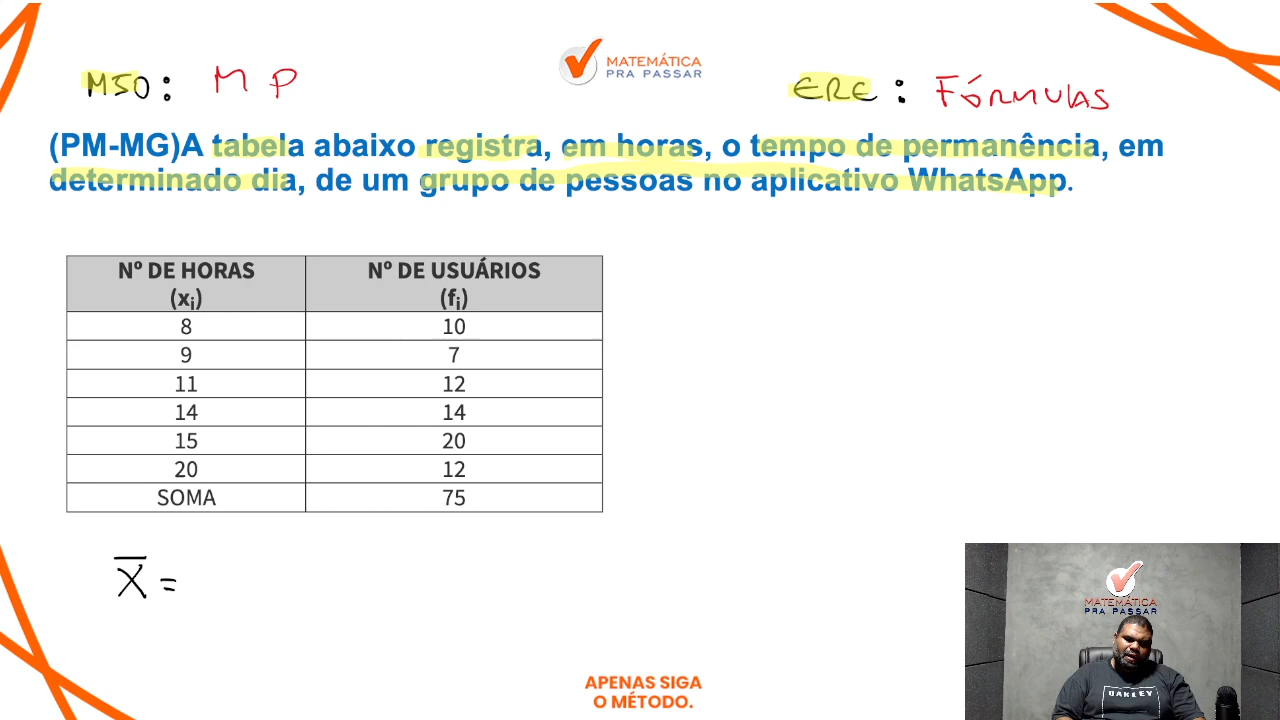 MATEMÁTICA
PRA PASSAR
M50: M P
ERE: FÓRMULAS
(PM-MG)A tabela abaixo registra, em horas, o tempo de permanência, em
determinado dia, de um grupo de pessoas no aplicativo WhatsApp.
Nº DE HORAS Nº DE USUÁRIOS
(xi) (fi)
8 10
9 7
11 12
14 14
15 20
20 12
SOMA 75
X̅ =
MATEMÁTICA
PRA PASSAR
OAKLEY
APENAS SIGA
O MÉTODO.